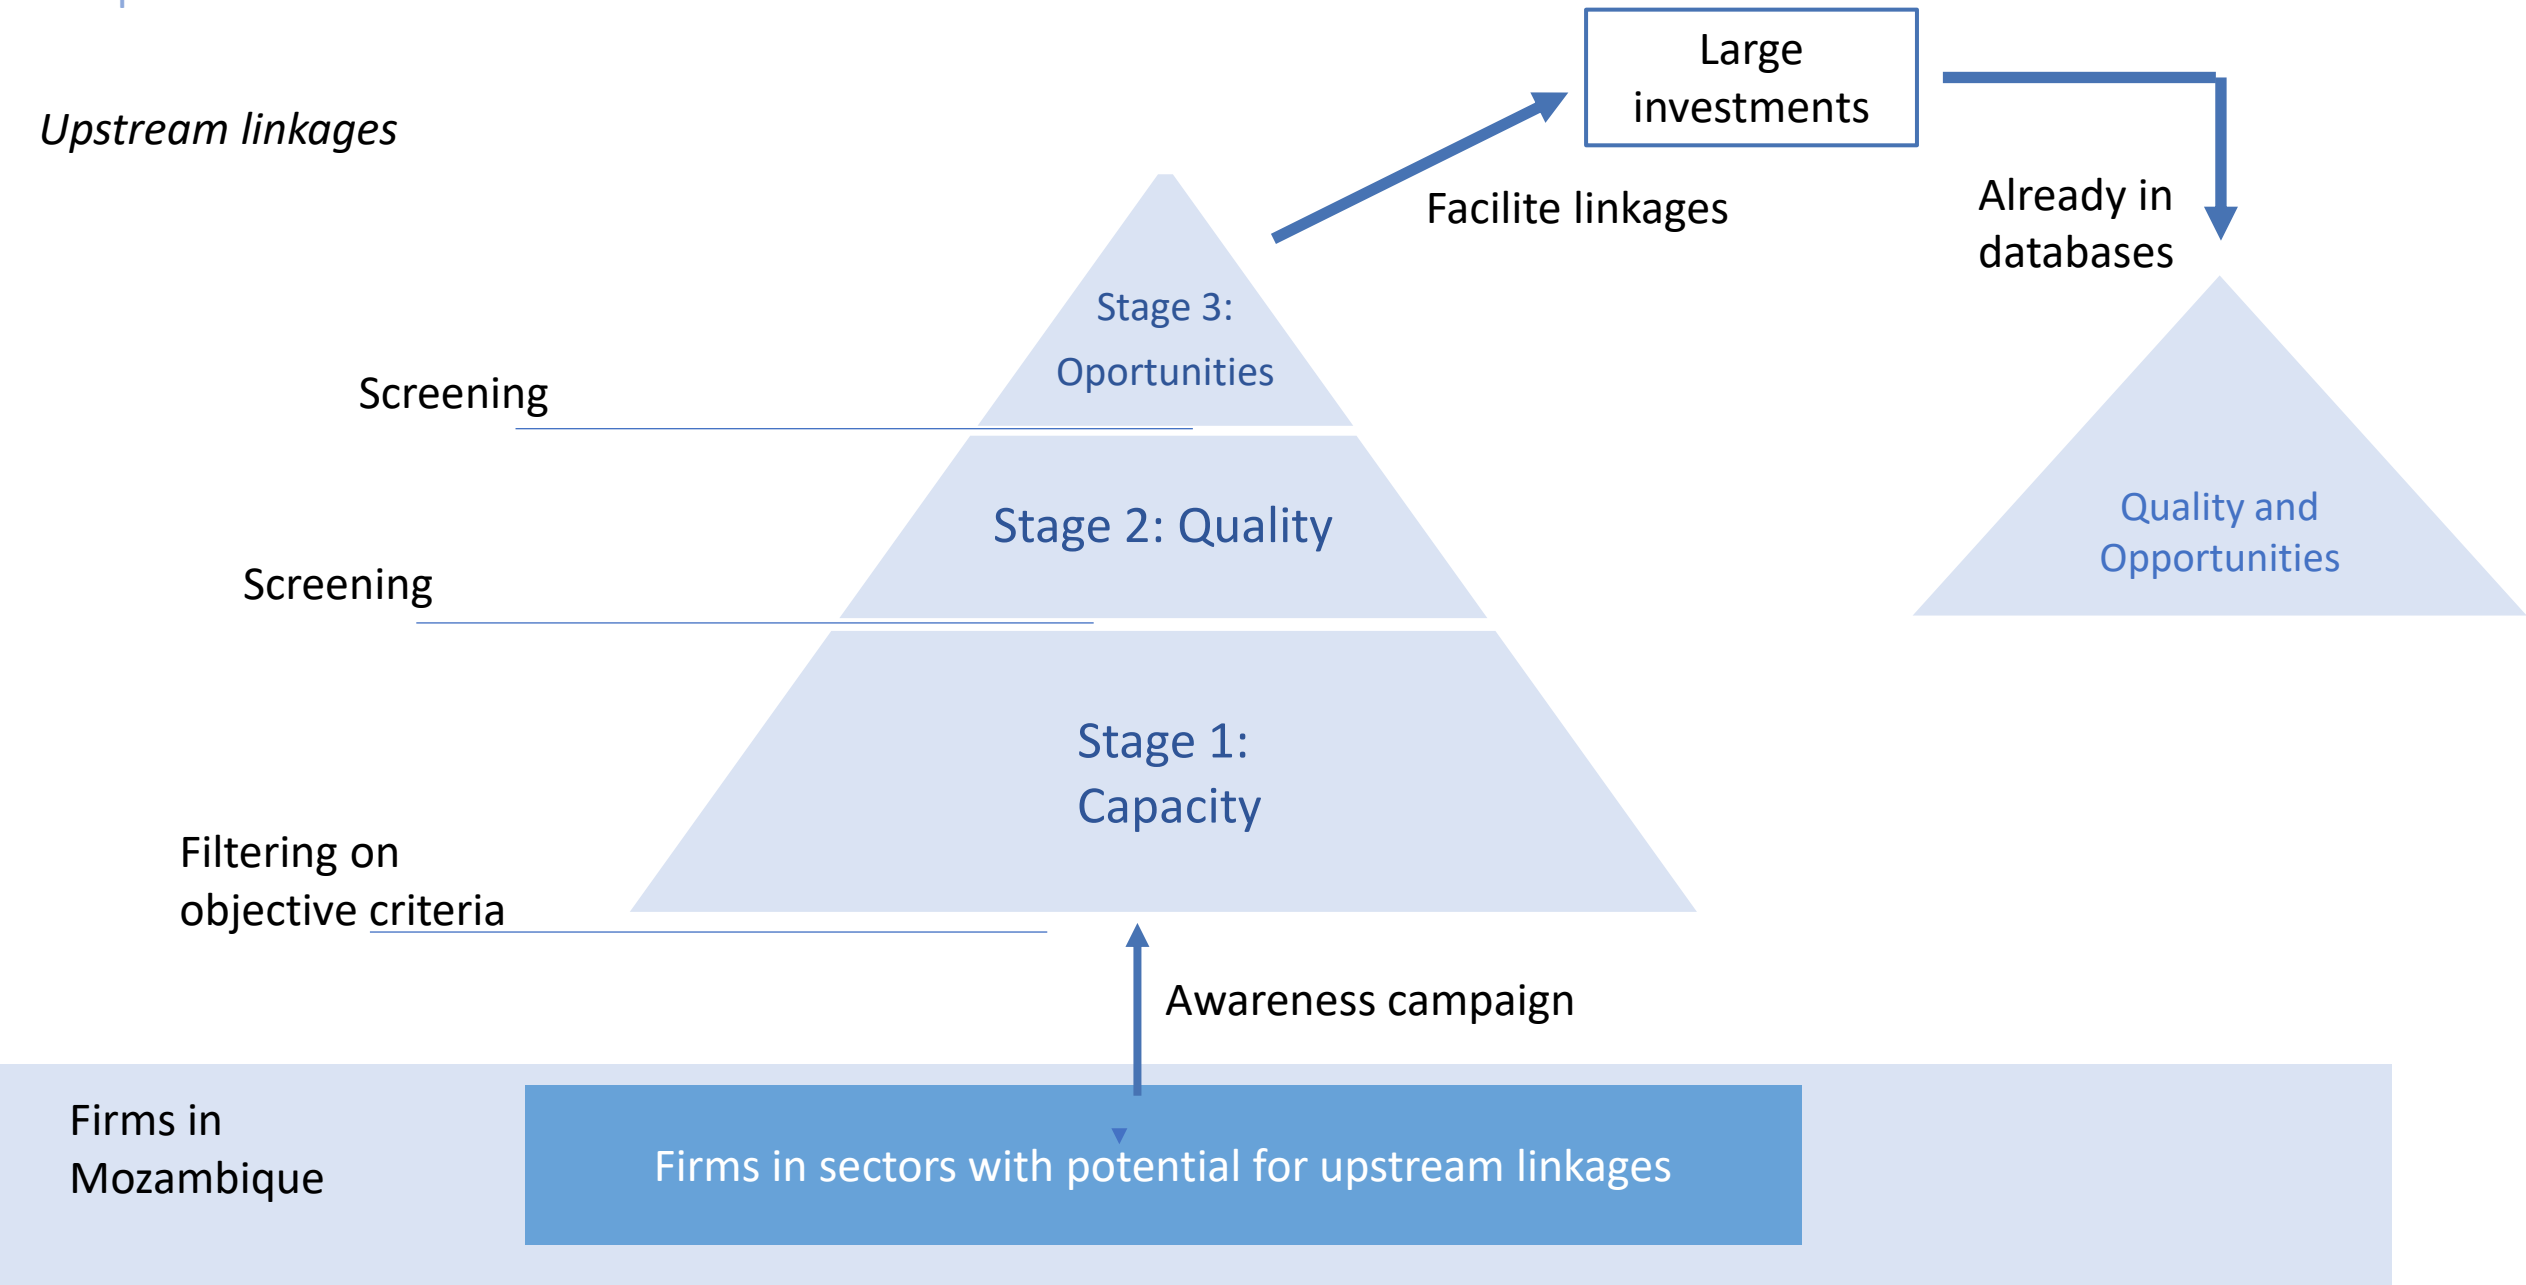 Large
investments
Upstream linkages
Facilite linkages
Already in
databases
Stage 3:
Oportunities
Screening
Stage 2: Quality
Quality and
Opportunities
Screening
Stage 1:
Capacity
Filtering on
objective criteria
Awareness campaign
Firms in
Mozambique
Firms in sectors with potential for upstream linkages